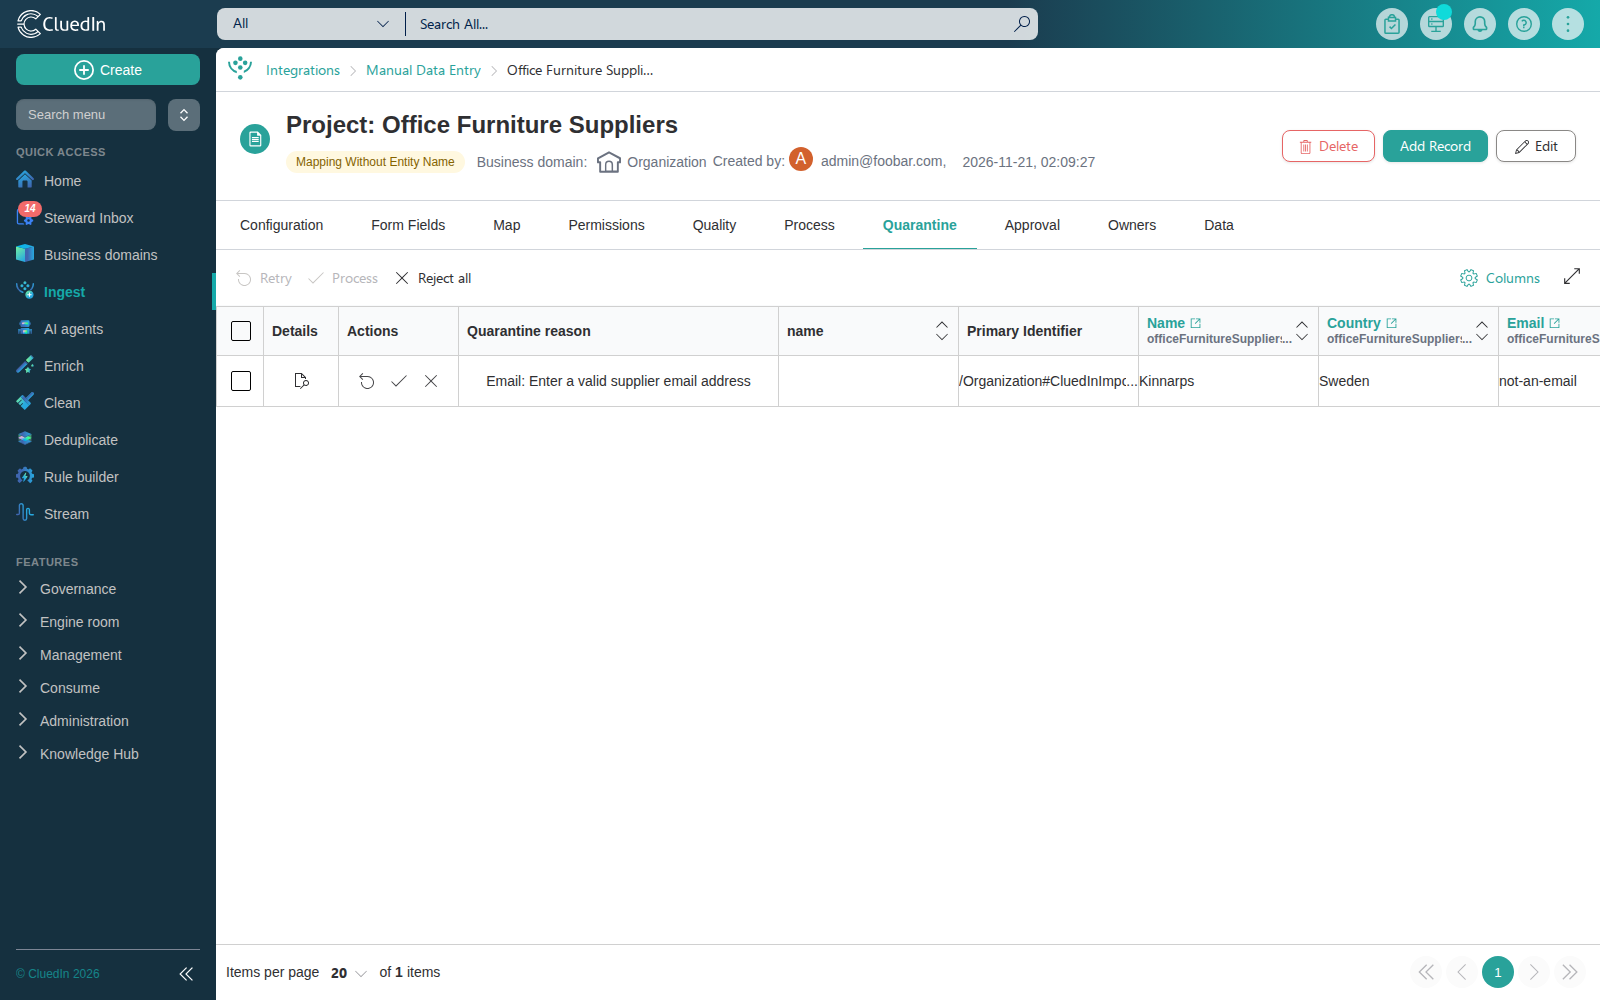 CluedIn
All
Search All...
Create
Search menu
QUICK ACCESS
Home
14
Steward Inbox
Business domains
Ingest
AI agents
Enrich
Clean
Deduplicate
Rule builder
Stream
FEATURES
Governance
Engine room
Management
Consume
Administration
Knowledge Hub
© CluedIn 2026
Integrations
Manual Data Entry
Office Furniture Suppli...
Project: Office Furniture Suppliers
Mapping Without Entity Name
Business domain:
Organization
Created by:
A
admin@foobar.com,
2026-11-21, 02:09:27
Delete
Add Record
Edit
Configuration
Form Fields
Map
Permissions
Quality
Process
Quarantine
Approval
Owners
Data
Retry
Process
Reject all
Columns
Details
Actions
Quarantine reason
name
Primary Identifier
Name
officeFurnitureSuppliers...
Country
officeFurnitureSuppliers...
Email
officeFurnitureS
Email: Enter a valid supplier email address
/Organization#CluedInImpo...
Kinnarps
Sweden
not-an-email
Items per page
20
of 1 items
1